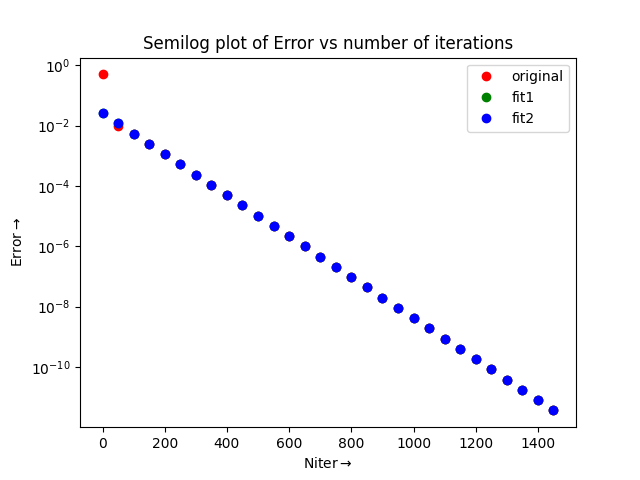 Semilog plot of Error vs number of iterations
original
fit1
fit2
10⁰
10⁻²
10⁻⁴
10⁻⁶
10⁻⁸
10⁻¹⁰
Error→
0 200 400 600 800 1000 1200 1400
Niter→